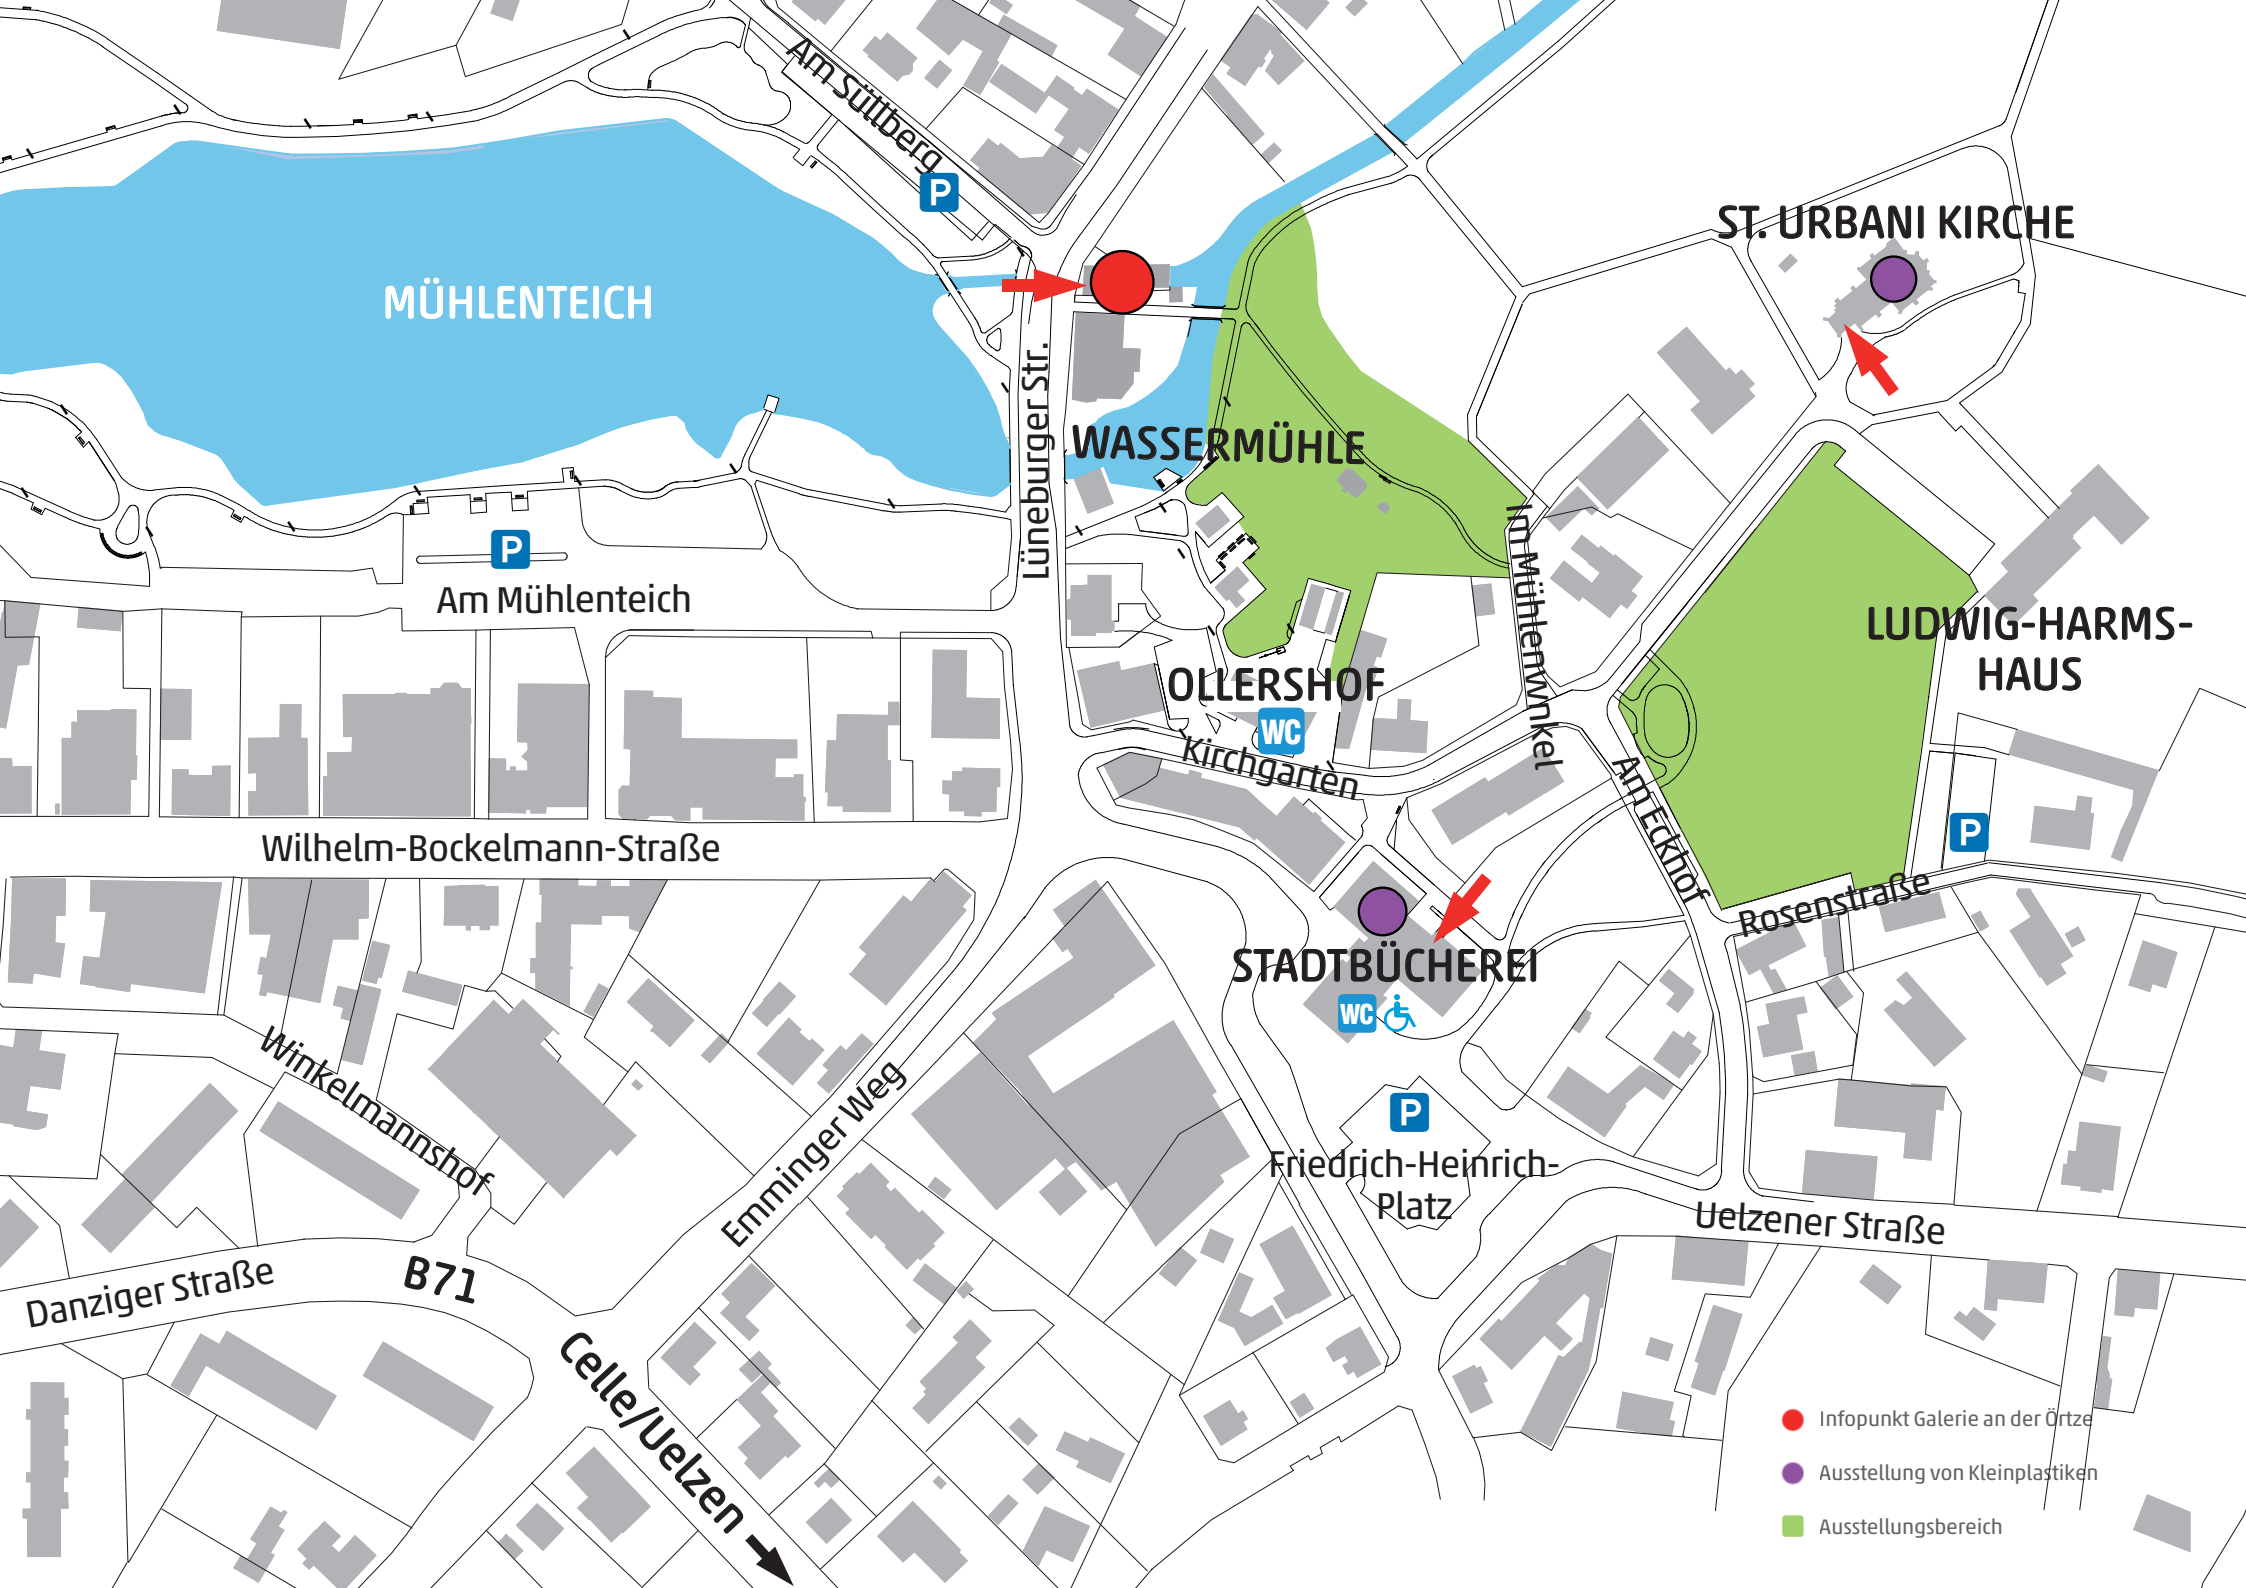 Am Süllberg
P
ST. URBANI KIRCHE
MÜHLENTEICH
Lüneburger Str.
WASSERMÜHLE
P
Am Mühlenteich
Im Mühlenwinkel
LUDWIG-HARMS-
HAUS
OLLERSHOF
WC
Kirchgarten
Am Eckhof
P
Wilhelm-Bockelmann-Straße
Rosenstraße
STADTBÜCHEREI
WC
Winkelmannshof
Emminger Weg
P
Friedrich-Heinrich-
Platz
Uelzener Straße
Danziger Straße
B71
Celle/Uelzen
Infopunkt Galerie an der Örtze
Ausstellung von Kleinplastiken
Ausstellungsbereich